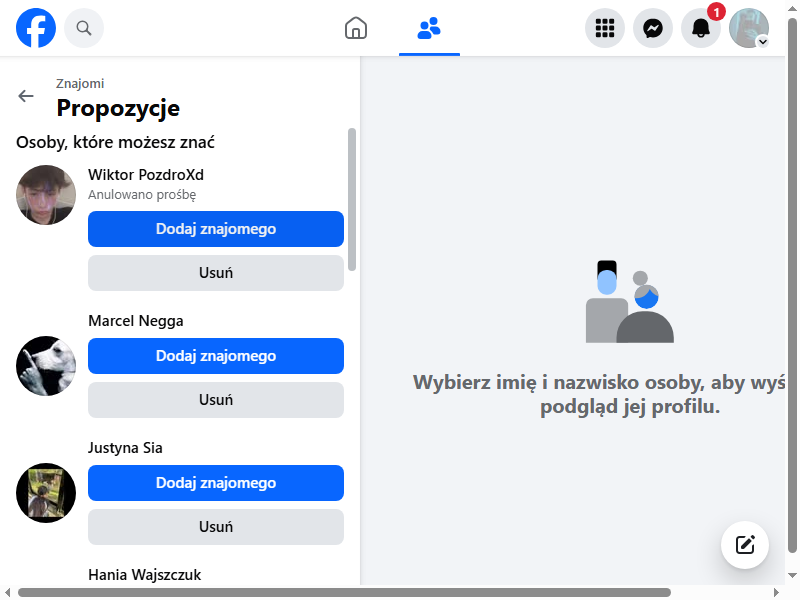 1
Znajomi
Propozycje
Osoby, które możesz znać
Wiktor PozdroXd
Anulowano prośbę
Dodaj znajomego
Usuń
Marcel Negga
Dodaj znajomego
Usuń
Justyna Sia
Dodaj znajomego
Usuń
Hania Wajszczuk
Wybierz imię i nazwisko osoby, aby wyś
podgląd jej profilu.